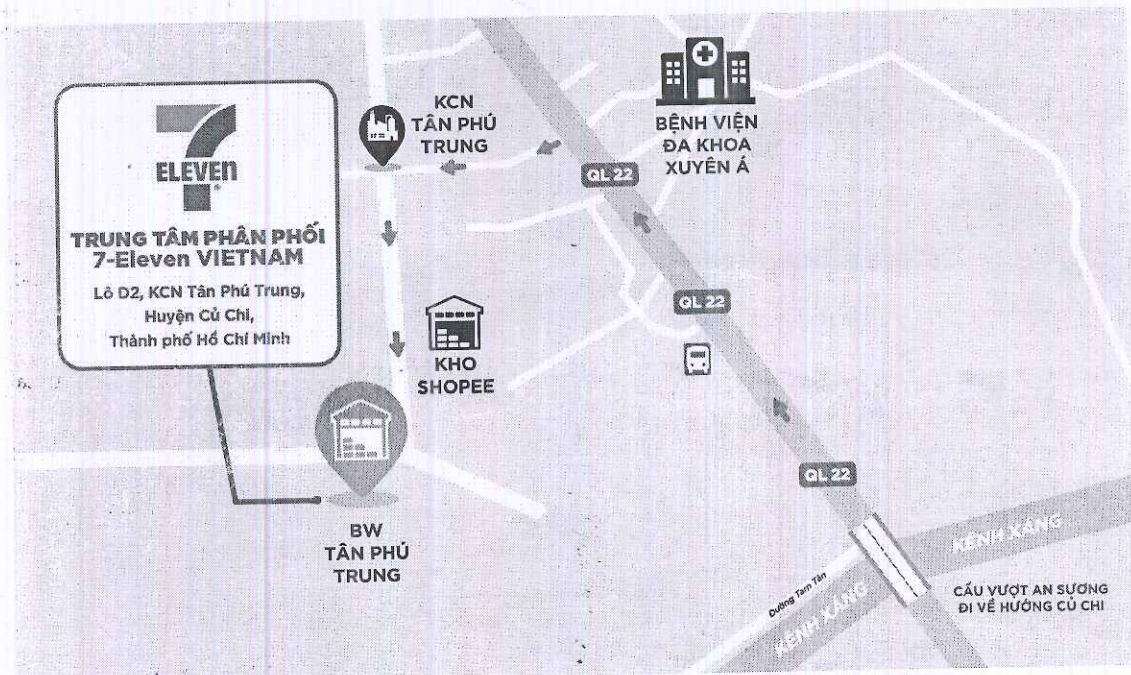 7
ELEVEN
®
TRUNG TÂM PHÂN PHỐI
7-Eleven VIETNAM
Lô D2, KCN Tân Phú Trung,
Huyện Củ Chi,
Thành phố Hồ Chí Minh
KCN
TÂN PHÚ
TRUNG
BỆNH VIỆN
ĐA KHOA
XUYÊN Á
QL 22
QL 22
KHO
SHOPEE
QL 22
BW
TÂN PHÚ
TRUNG
KÊNH XÁNG
Đường Tam Tân
KÊNH XÁNG
CẦU VƯỢT AN SƯƠNG
ĐI VỀ HƯỚNG CỦ CHI